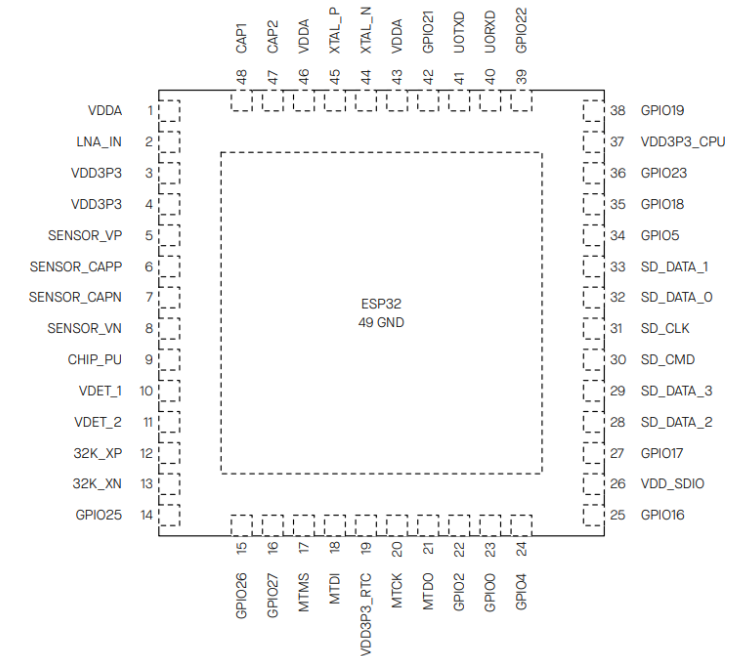 CAP1 CAP2 VDDA XTAL_P XTAL_N VDDA GPIO21 U0TXD U0RXD GPIO22
48 47 46 45 44 43 42 41 40 39
VDDA 1
LNA_IN 2
VDD3P3 3
VDD3P3 4
SENSOR_VP 5
SENSOR_CAPP 6
SENSOR_CAPN 7
SENSOR_VN 8
CHIP_PU 9
VDET_1 10
VDET_2 11
32K_XP 12
32K_XN 13
GPIO25 14
ESP32
49 GND
38 GPIO19
37 VDD3P3_CPU
36 GPIO23
35 GPIO18
34 GPIO5
33 SD_DATA_1
32 SD_DATA_0
31 SD_CLK
30 SD_CMD
29 SD_DATA_3
28 SD_DATA_2
27 GPIO17
26 VDD_SDIO
25 GPIO16
15 16 17 18 19 20 21 22 23 24
GPIO26 GPIO27 MTMS MTDI VDD3P3_RTC MTCK MTDO GPIO2 GPIO0 GPIO4